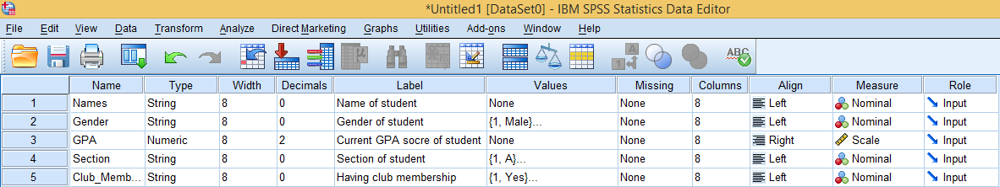 *Untitled1 [DataSet0] - IBM SPSS Statistics Data Editor
File Edit View Data Transform Analyze Direct Marketing Graphs Utilities Add-ons Window Help
Name Type Width Decimals Label Values Missing Columns Align Measure Role
1 Names String 8 0 Name of student None None 8 Left Nominal Input
2 Gender String 8 0 Gender of student {1, Male}... None 8 Left Nominal Input
3 GPA Numeric 8 2 Current GPA socre of student None None 8 Right Scale Input
4 Section String 8 0 Section of student {1, A}... None 8 Left Nominal Input
5 Club_Memb... String 8 0 Having club membership {1, Yes}... None 8 Left Nominal Input